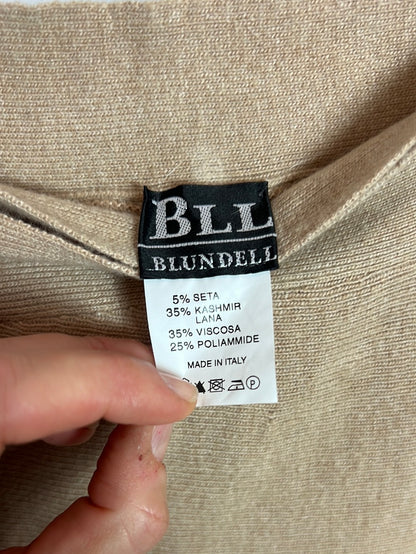 BLL
BLUNDELL
5% SETA
35% KASHMIR
LANA
35% VISCOSA
25% POLIAMMIDE
MADE IN ITALY
P